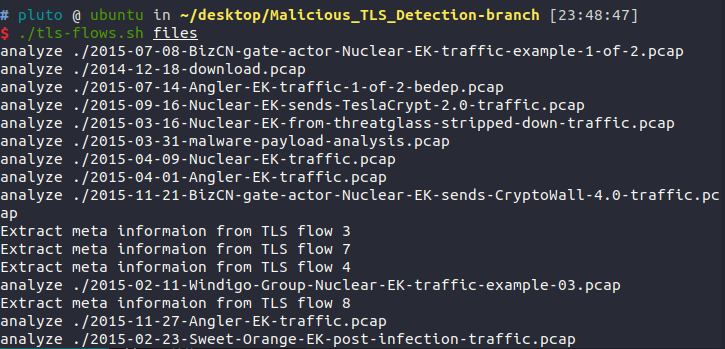 # pluto @ ubuntu in ~/desktop/Malicious_TLS_Detection-branch [23:48:47]
$ ./tls-flows.sh files
analyze ./2015-07-08-BizCN-gate-actor-Nuclear-EK-traffic-example-1-of-2.pcap
analyze ./2014-12-18-download.pcap
analyze ./2015-07-14-Angler-EK-traffic-1-of-2-bedep.pcap
analyze ./2015-09-16-Nuclear-EK-sends-TeslaCrypt-2.0-traffic.pcap
analyze ./2015-03-16-Nuclear-EK-from-threatglass-stripped-down-traffic.pcap
analyze ./2015-03-31-malware-payload-analysis.pcap
analyze ./2015-04-09-Nuclear-EK-traffic.pcap
analyze ./2015-04-01-Angler-EK-traffic.pcap
analyze ./2015-11-21-BizCN-gate-actor-Nuclear-EK-sends-CryptoWall-4.0-traffic.pc
ap
Extract meta informaion from TLS flow 3
Extract meta informaion from TLS flow 7
Extract meta informaion from TLS flow 4
analyze ./2015-02-11-Windigo-Group-Nuclear-EK-traffic-example-03.pcap
Extract meta informaion from TLS flow 8
analyze ./2015-11-27-Angler-EK-traffic.pcap
analyze ./2015-02-23-Sweet-Orange-EK-post-infection-traffic.pcap